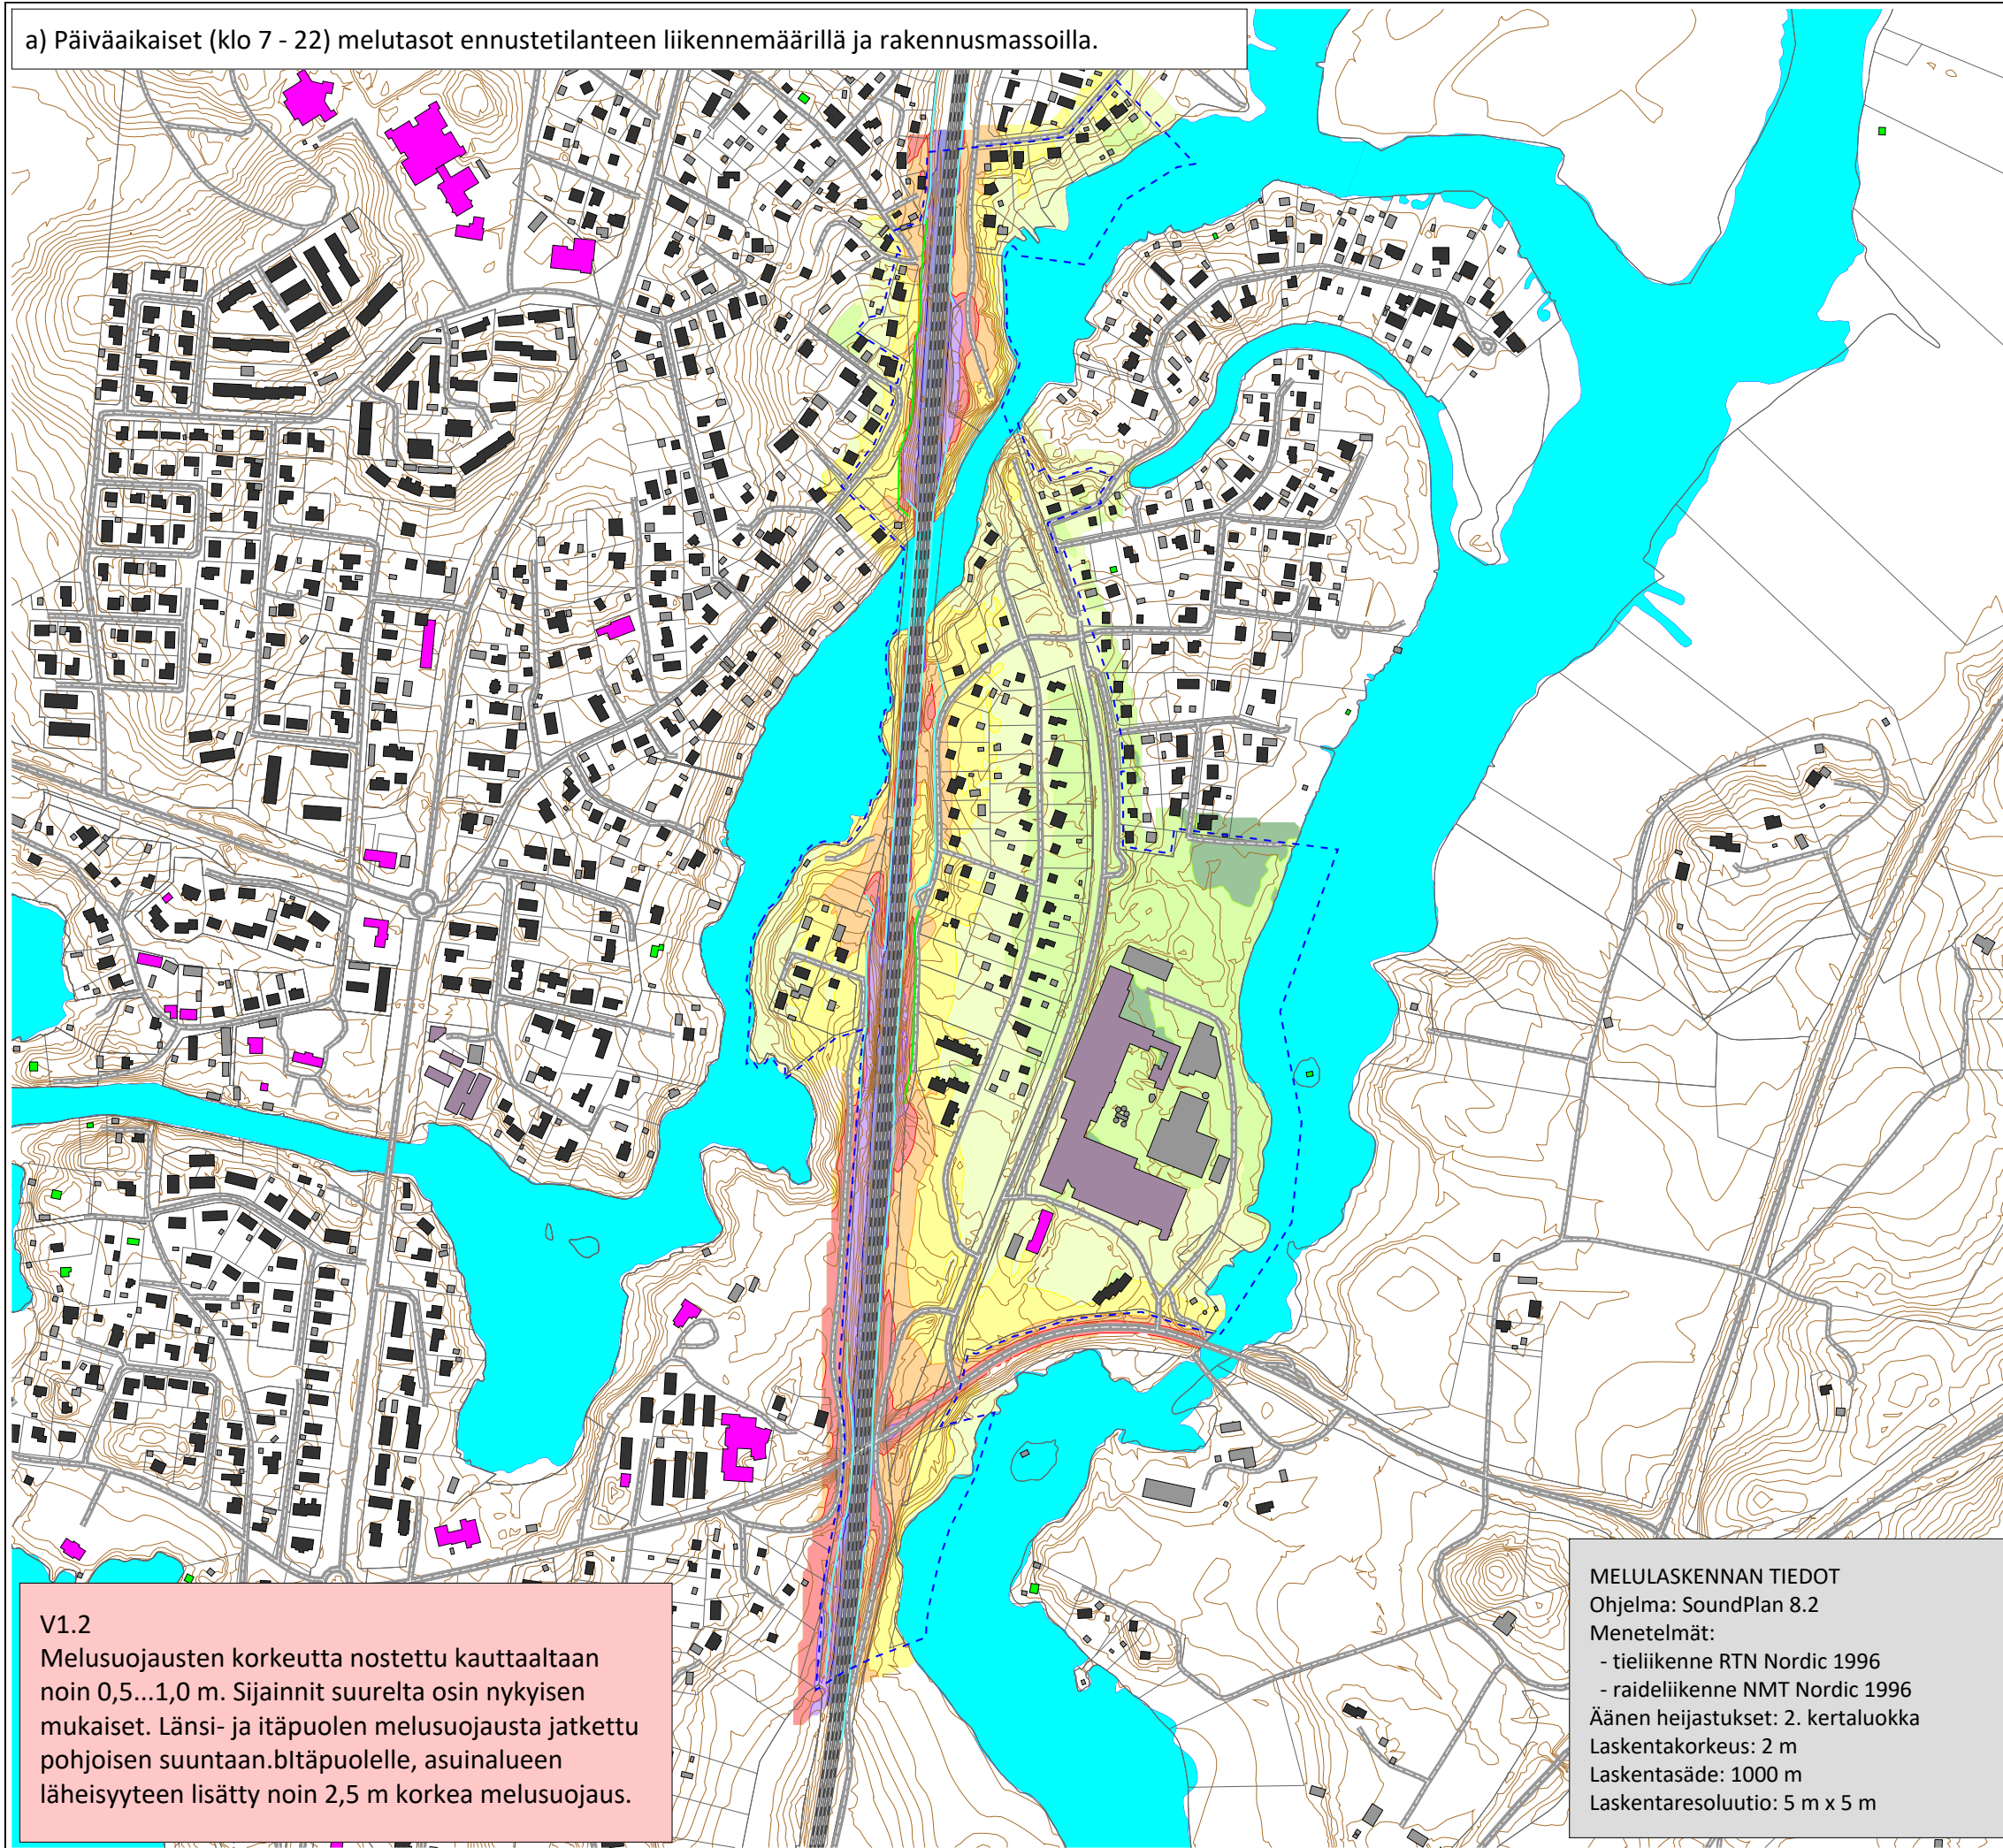 a) Päiväaikaiset (klo 7 - 22) melutasot ennustetilanteen liikennemäärillä ja rakennusmassoilla.
V1.2
Melusuojausten korkeutta nostettu kauttaaltaan
noin 0,5...1,0 m. Sijainnit suurelta osin nykyisen
mukaiset. Länsi- ja itäpuolen melusuojausta jatkettu
pohjoisen suuntaan.bItäpuolelle, asuinalueen
läheisyyteen lisätty noin 2,5 m korkea melusuojaus.
MELULASKENNAN TIEDOT
Ohjelma: SoundPlan 8.2
Menetelmät:
- tieliikenne RTN Nordic 1996
- raideliikenne NMT Nordic 1996
Äänen heijastukset: 2. kertaluokka
Laskentakorkeus: 2 m
Laskentasäde: 1000 m
Laskentaresoluutio: 5 m x 5 m